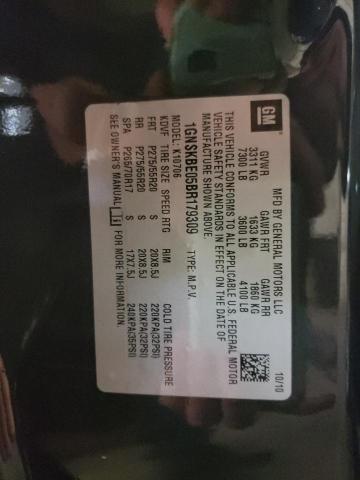 GM
MFD BY GENERAL MOTORS LLC 10/10
GVWR GAWR FRT GAWR RR
3311 KG 1633 KG 1860 KG
7300 LB 3600 LB 4100 LB
THIS VEHICLE CONFORMS TO ALL APPLICABLE U.S. FEDERAL MOTOR
VEHICLE SAFETY STANDARDS IN EFFECT ON THE DATE OF
MANUFACTURE SHOWN ABOVE.
1GNSKBE05BR179309 TYPE: M.P.V.
MODEL: K10706
KDVF TIRE SIZE SPEED RTG RIM COLD TIRE PRESSURE
FRT P275/55R20 S 20X8.5J 220KPA(32PSI)
RR P275/55R20 S 20X8.5J 220KPA(32PSI)
SPA P265/70R17 S 17X7.5J 240KPA(35PSI)
SEE OWNER'S MANUAL FOR MORE INFORMATION.